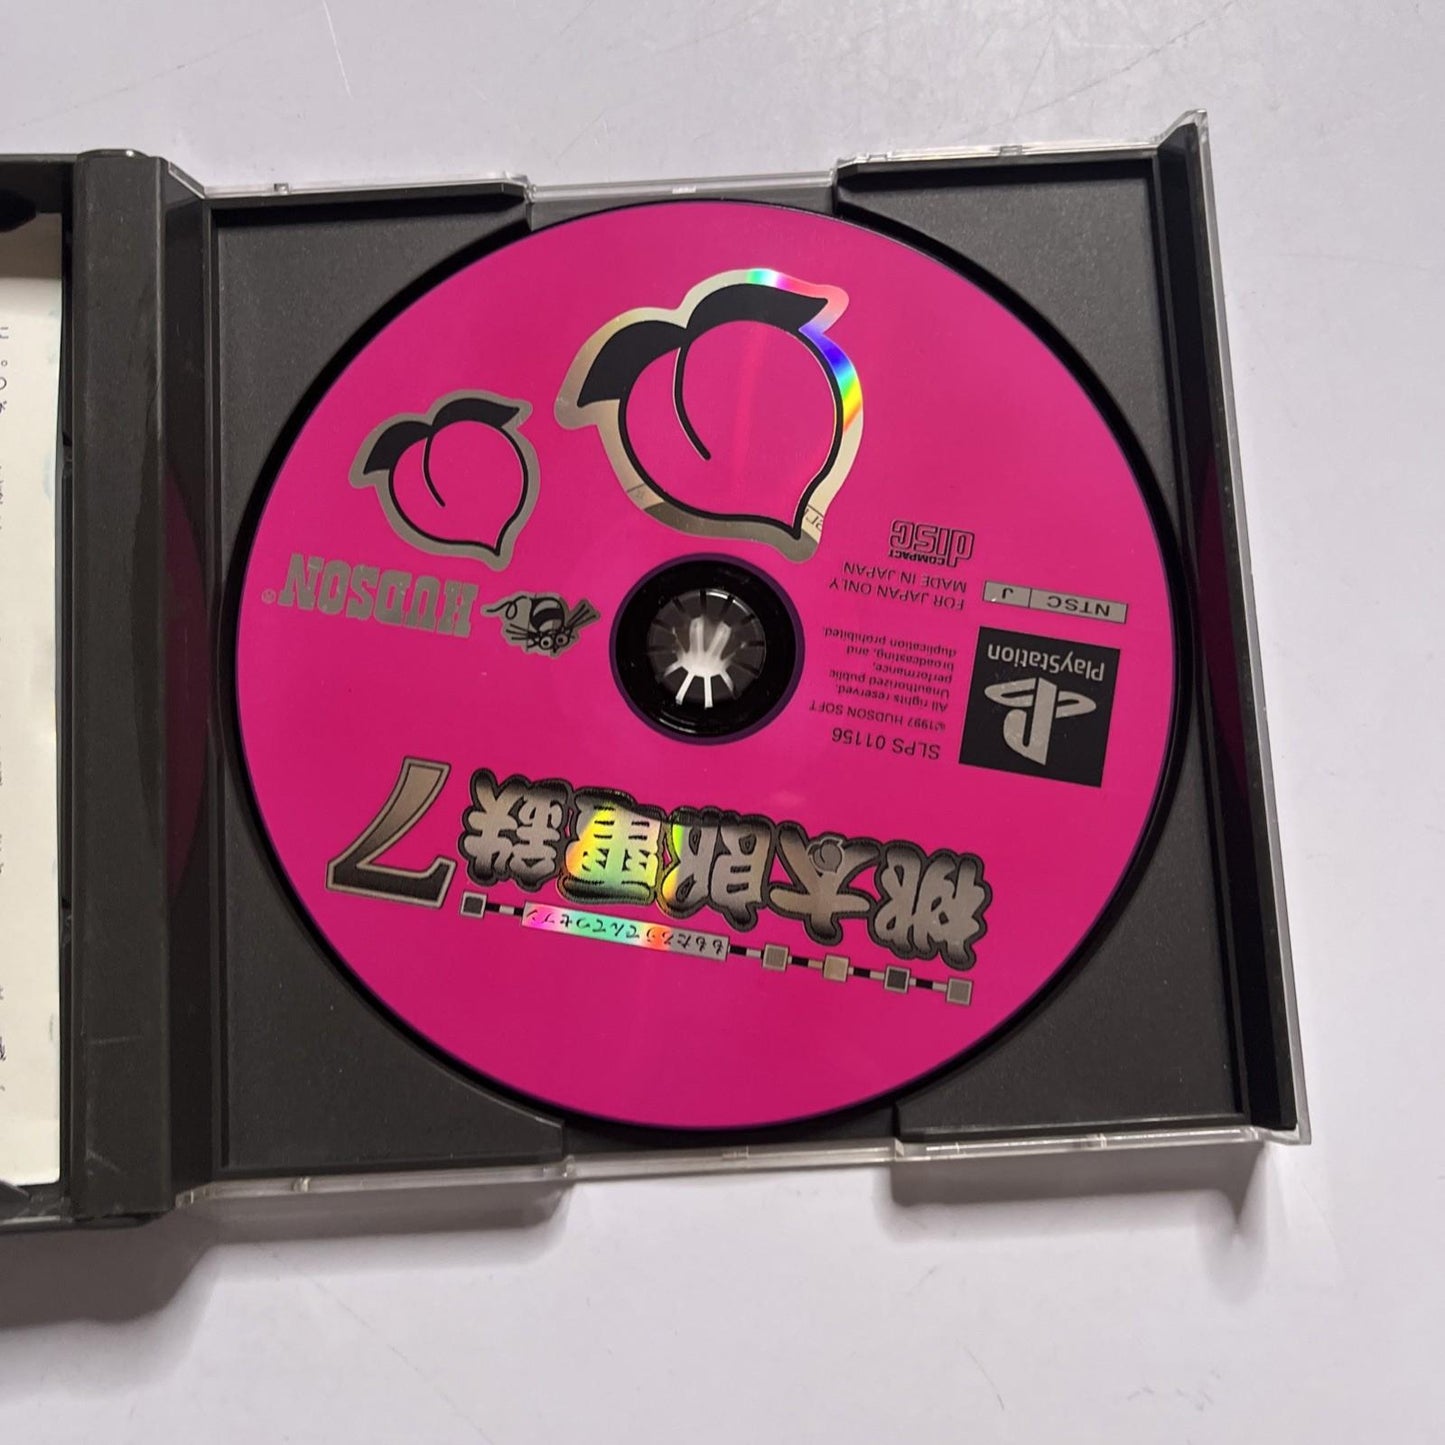 桃太郎電鉄7
ももたろうでんてつセブン
PlayStation
NTSC J
SLPS 01156
©1997 HUDSON SOFT
All rights reserved.
Unauthorized public
performance,
broadcasting, and
duplication prohibited.
FOR JAPAN ONLY
MADE IN JAPAN
COMPACT
disc
HUDSON®